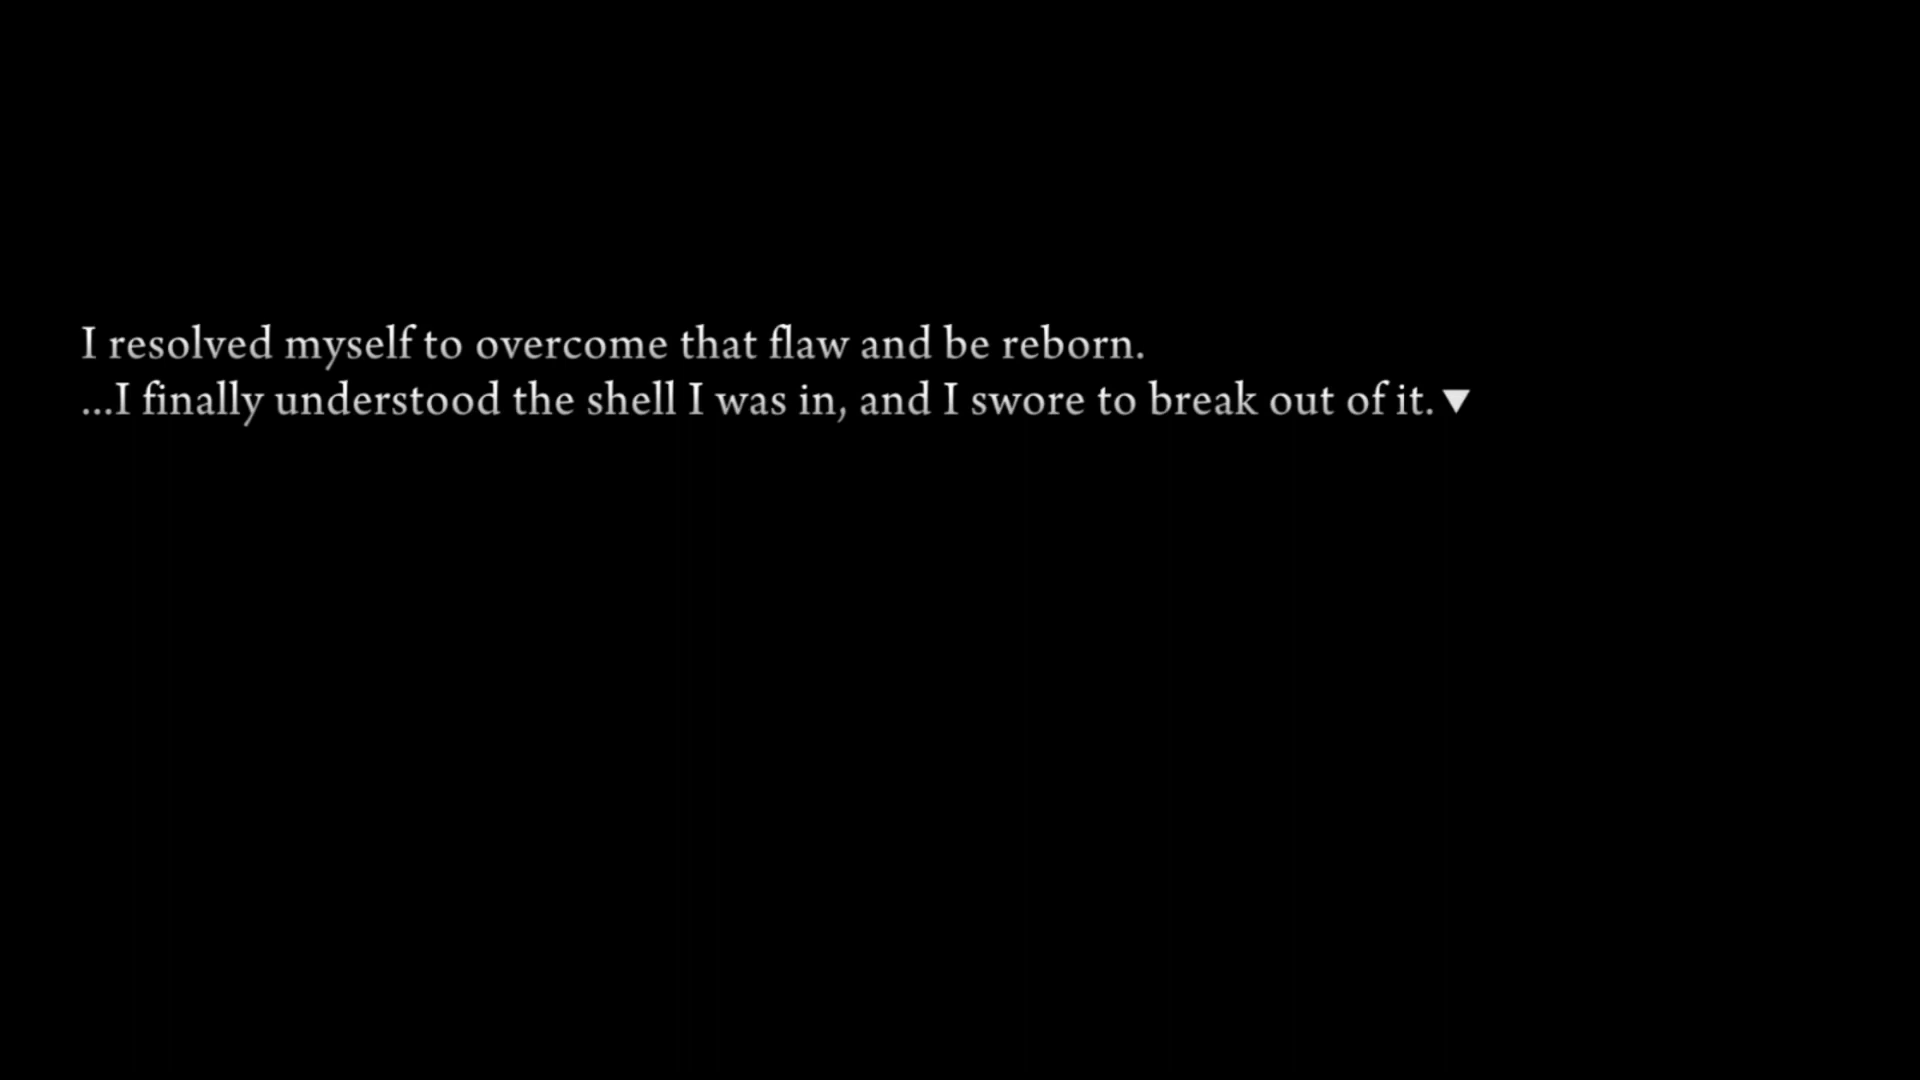 I resolved myself to overcome that flaw and be reborn.
...I finally understood the shell I was in, and I swore to break out of it.▼